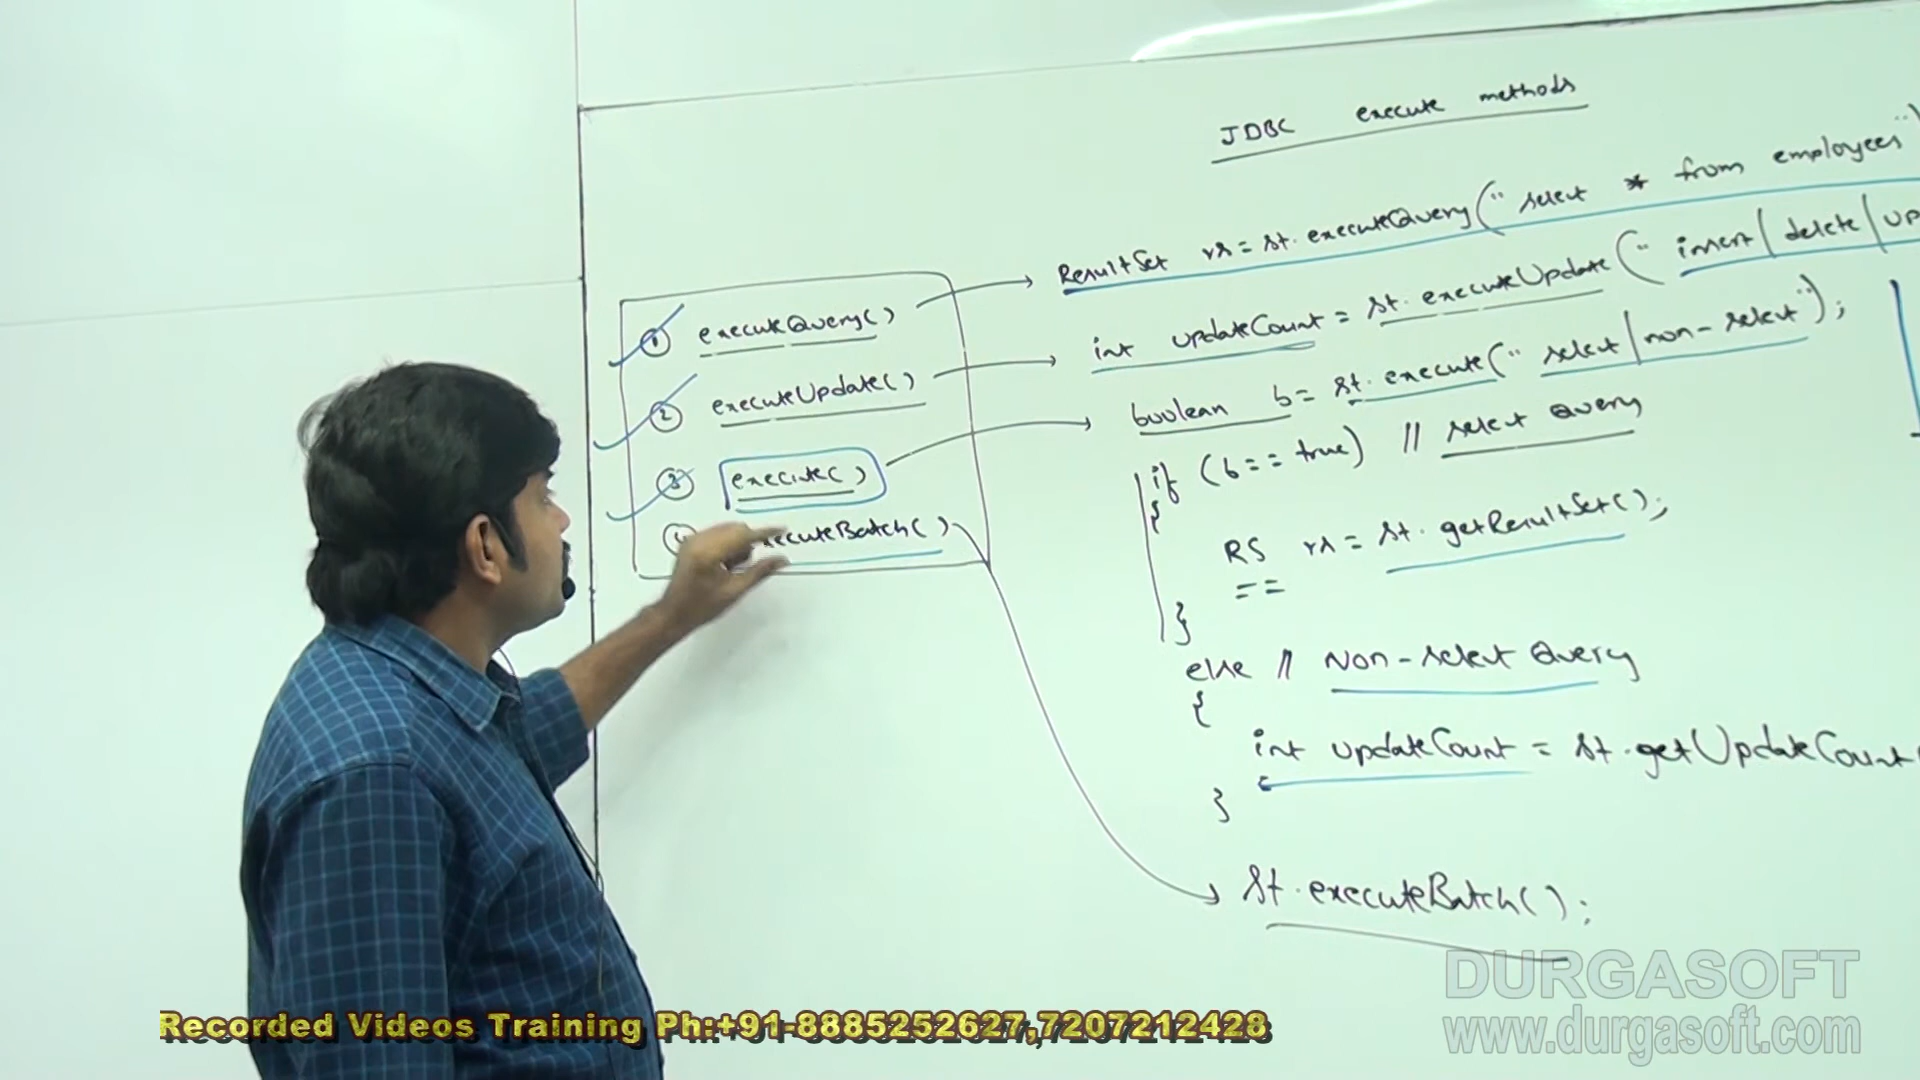 JDBC execute methods
① executeQuery()
② executeUpdate()
③ execute()
executeBatch()
ResultSet rs = st.executeQuery("select * from employees")
int updateCount = st.executeUpdate("insert/delete/up
boolean b = st.execute("select/non-select");
if (b == true) // select Query
{
RS rs = st.getResultSet();
==
}
else // Non-select Query
{
int updateCount = st.getUpdateCount(
}
st.executeBatch();
DURGASOFT
www.durgasoft.com
Recorded Videos Training Ph:+91-8885252627,7207212428